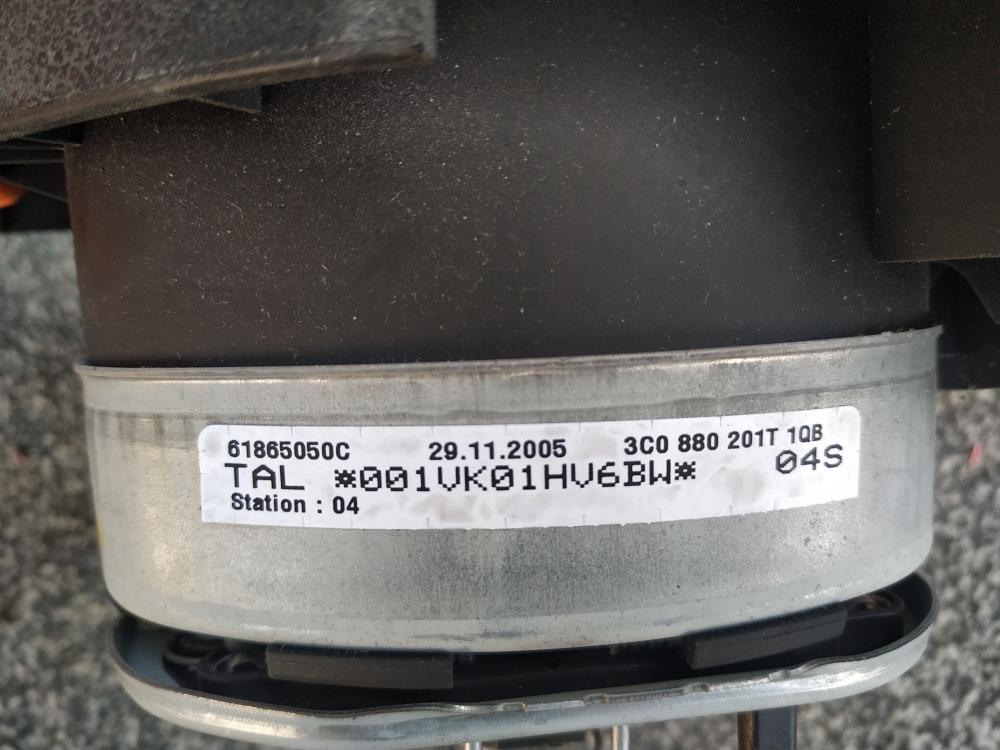 61865050C 29.11.2005 3C0 880 201T 1QB
TAL *001VK01HV6BW* 04S
Station : 04